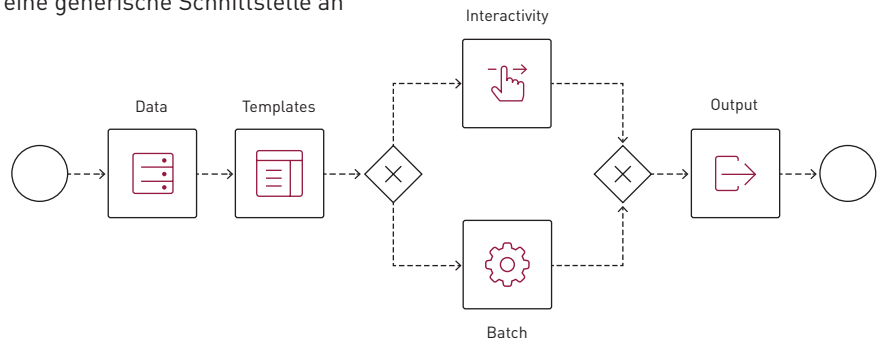 eine generische Schnittstelle an
Interactivity
Data
Templates
Output
Batch